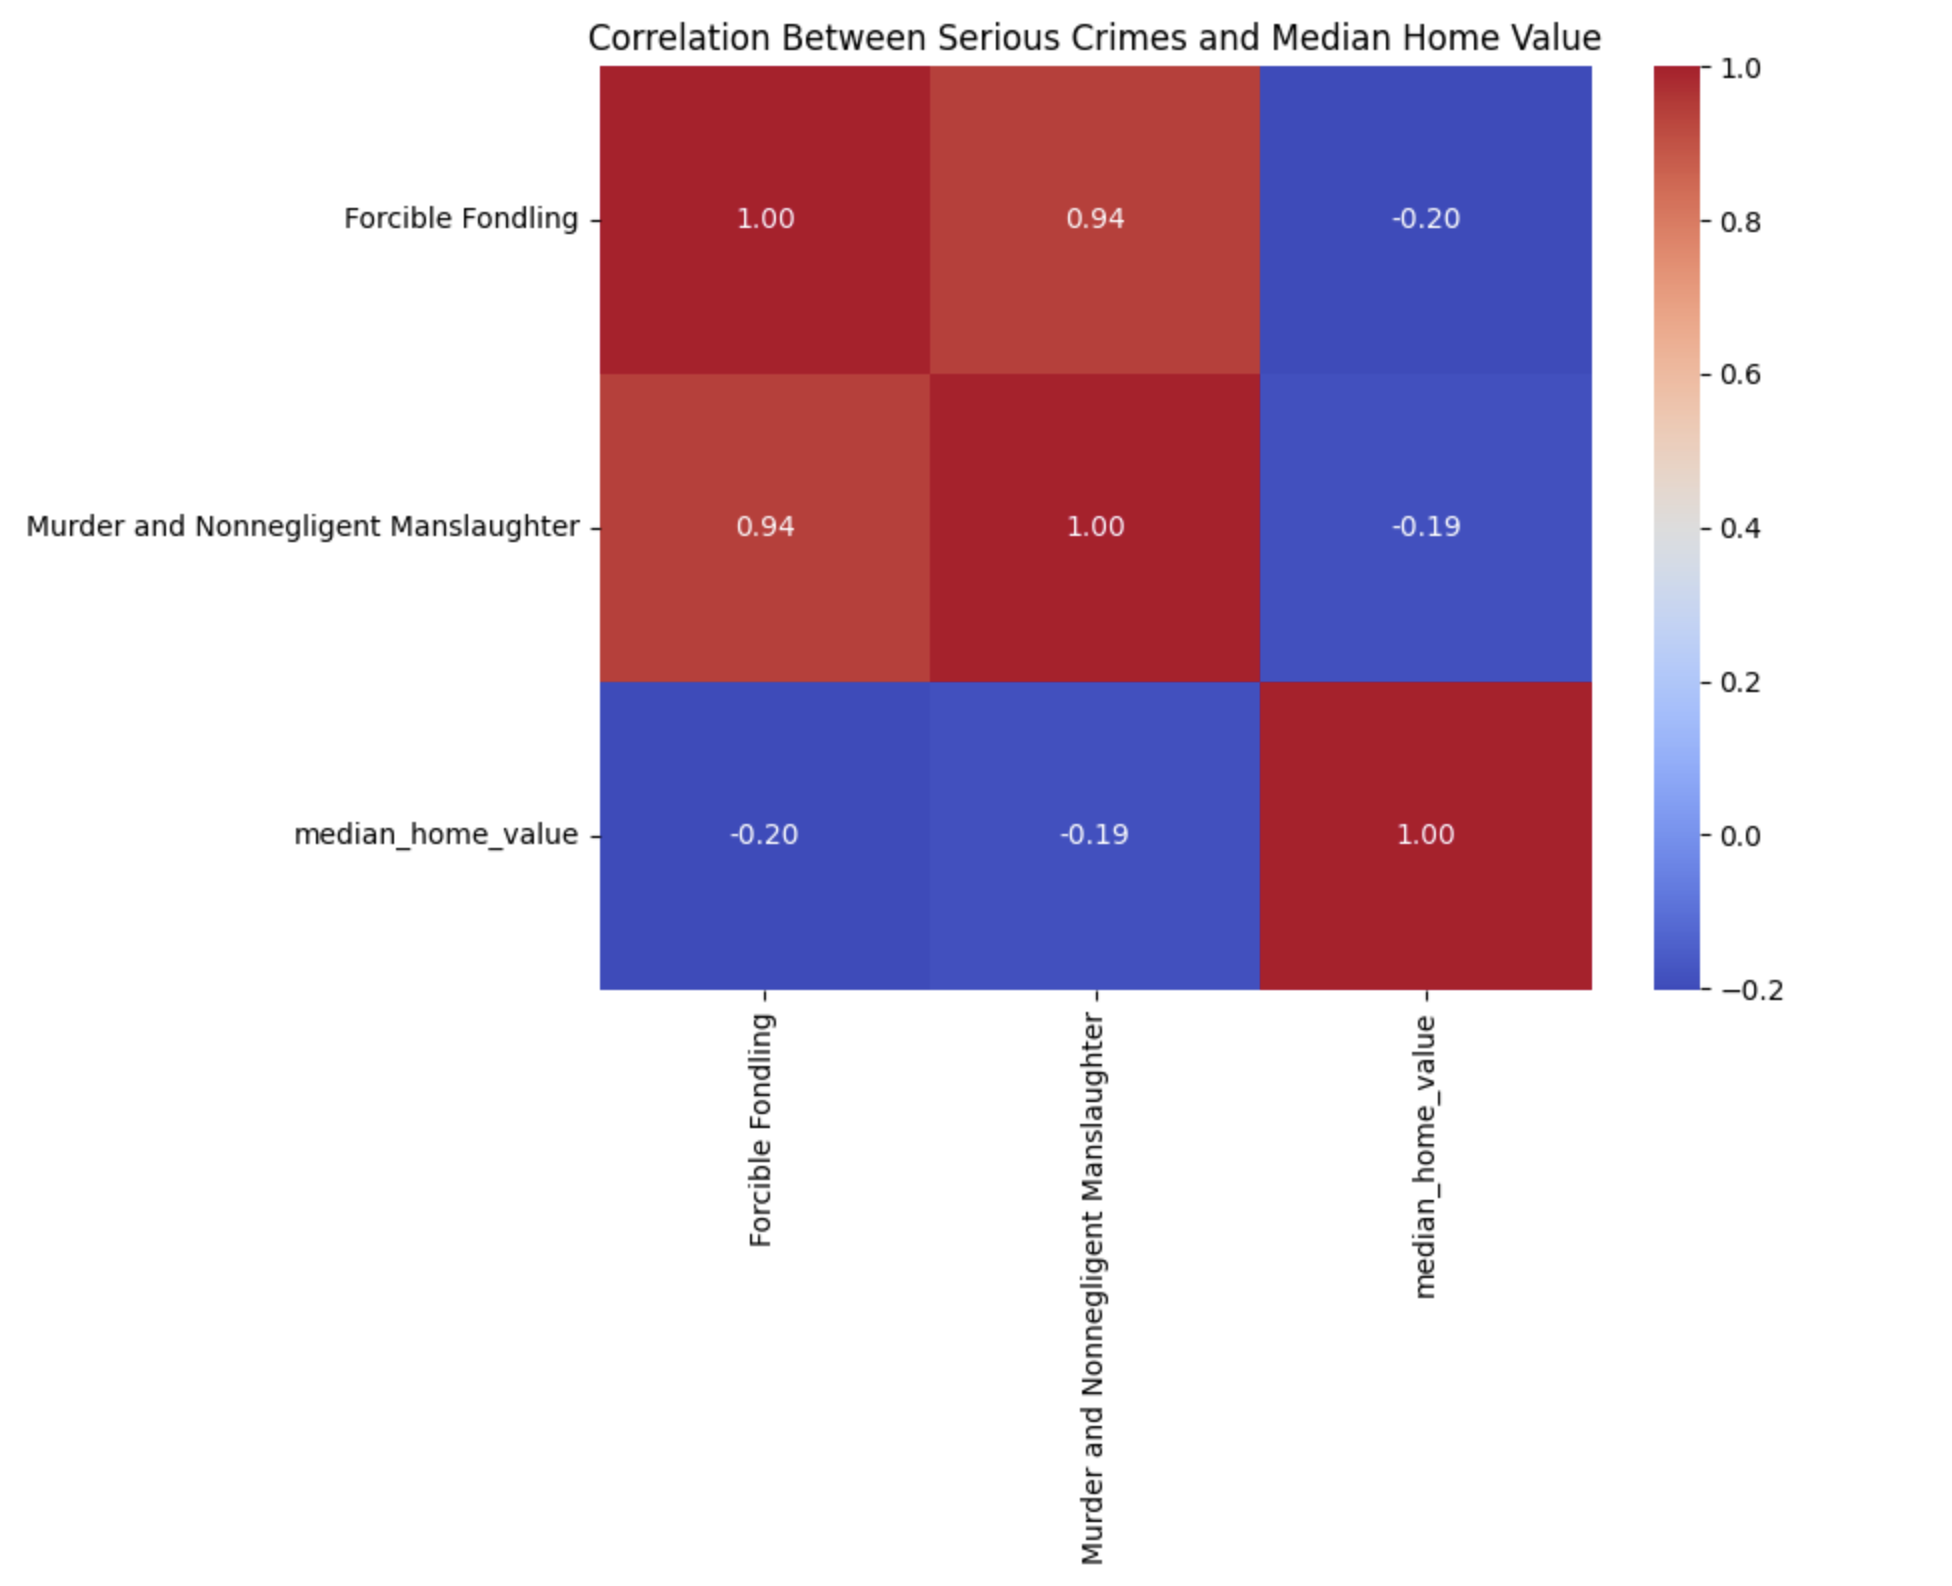 Correlation Between Serious Crimes and Median Home Value
Forcible Fondling
1.00
0.94
-0.20
Murder and Nonnegligent Manslaughter
0.94
1.00
-0.19
median_home_value
-0.20
-0.19
1.00
Forcible Fondling
Murder and Nonnegligent Manslaughter
median_home_value
1.0
0.8
0.6
0.4
0.2
0.0
−0.2